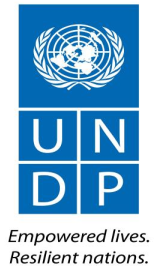 U N
D P
Empowered lives.
Resilient nations.